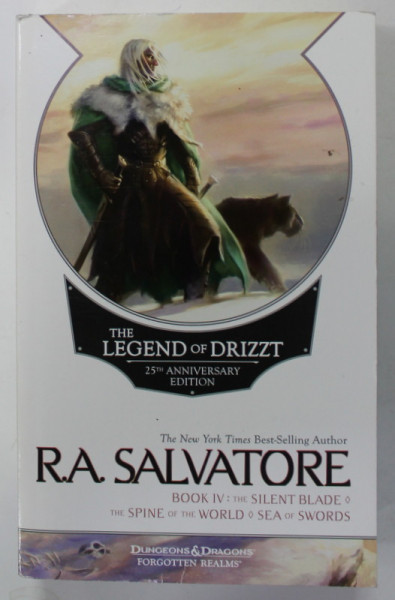 THE
LEGEND OF DRIZZT
25TH ANNIVERSARY
EDITION
The New York Times Best-Selling Author
R.A. SALVATORE
BOOK IV: THE SILENT BLADE ◊
THE SPINE OF THE WORLD ◊ SEA OF SWORDS
DUNGEONS & DRAGONS
FORGOTTEN REALMS®